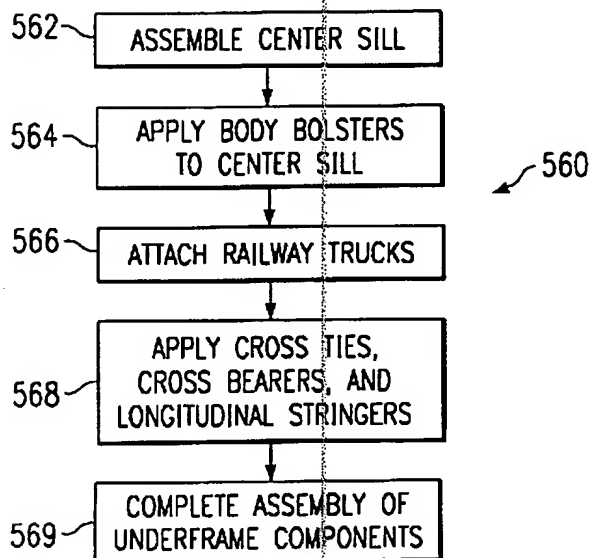 562
ASSEMBLE CENTER SILL
564
APPLY BODY BOLSTERS
TO CENTER SILL
560
566
ATTACH RAILWAY TRUCKS
568
APPLY CROSS TIES,
CROSS BEARERS, AND
LONGITUDINAL STRINGERS
569
COMPLETE ASSEMBLY OF
UNDERFRAME COMPONENTS